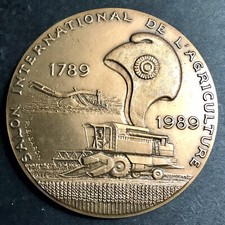 SALON INTERNATIONAL DE L'AGRICULTURE
1789
1989